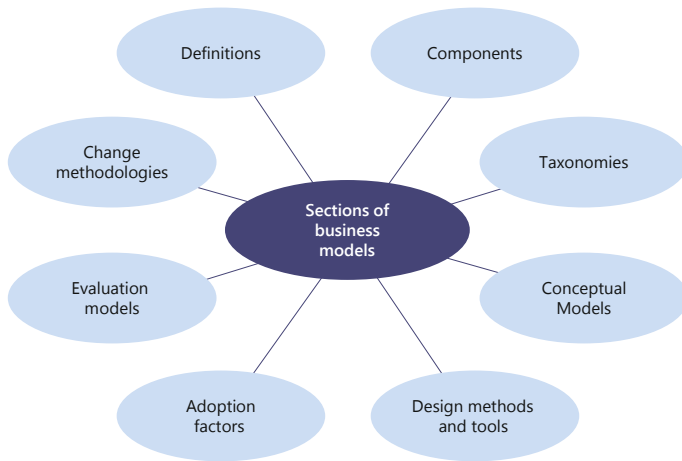 Definitions
Components
Change
methodologies
Taxonomies
Sections of
business
models
Evaluation
models
Conceptual
Models
Adoption
factors
Design methods
and tools